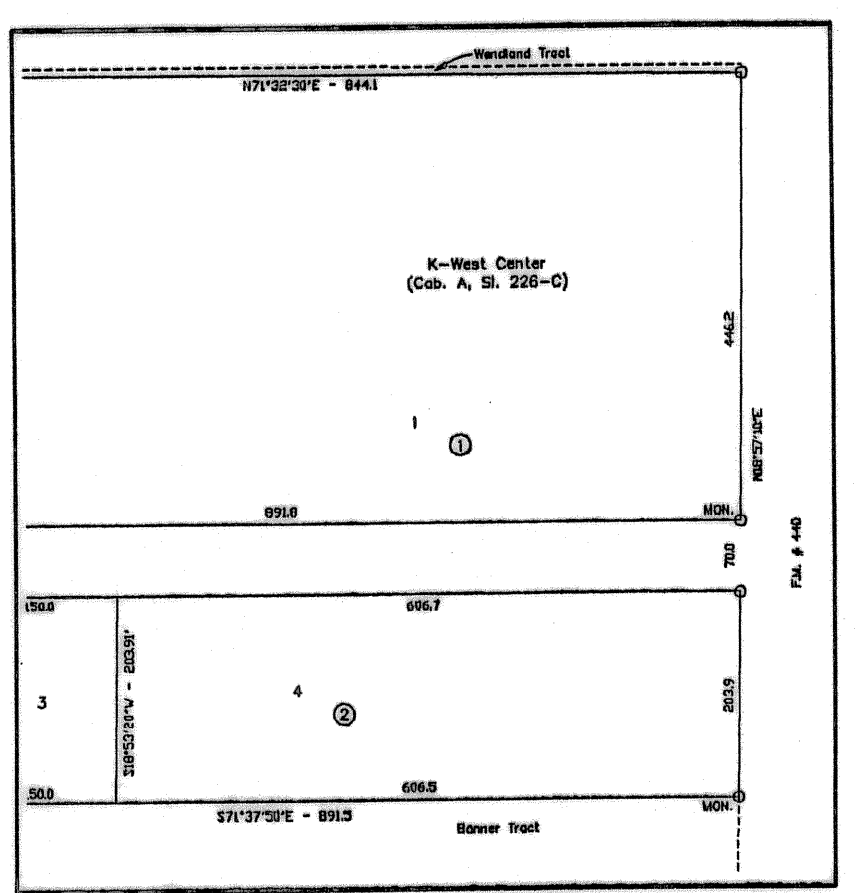 Wendland Tract
N71°32'30"E - 844.1
K-West Center
(Cab. A, Sl. 226-C)
446.2
1
1
N18°57'10"E
891.8
MON.
70.0
F.M. # 440
150.0
606.7
S18°53'20"W - 203.91'
203.9
3
4
2
50.0
606.5
MON.
S71°37'50"E - 891.5
Banner Tract